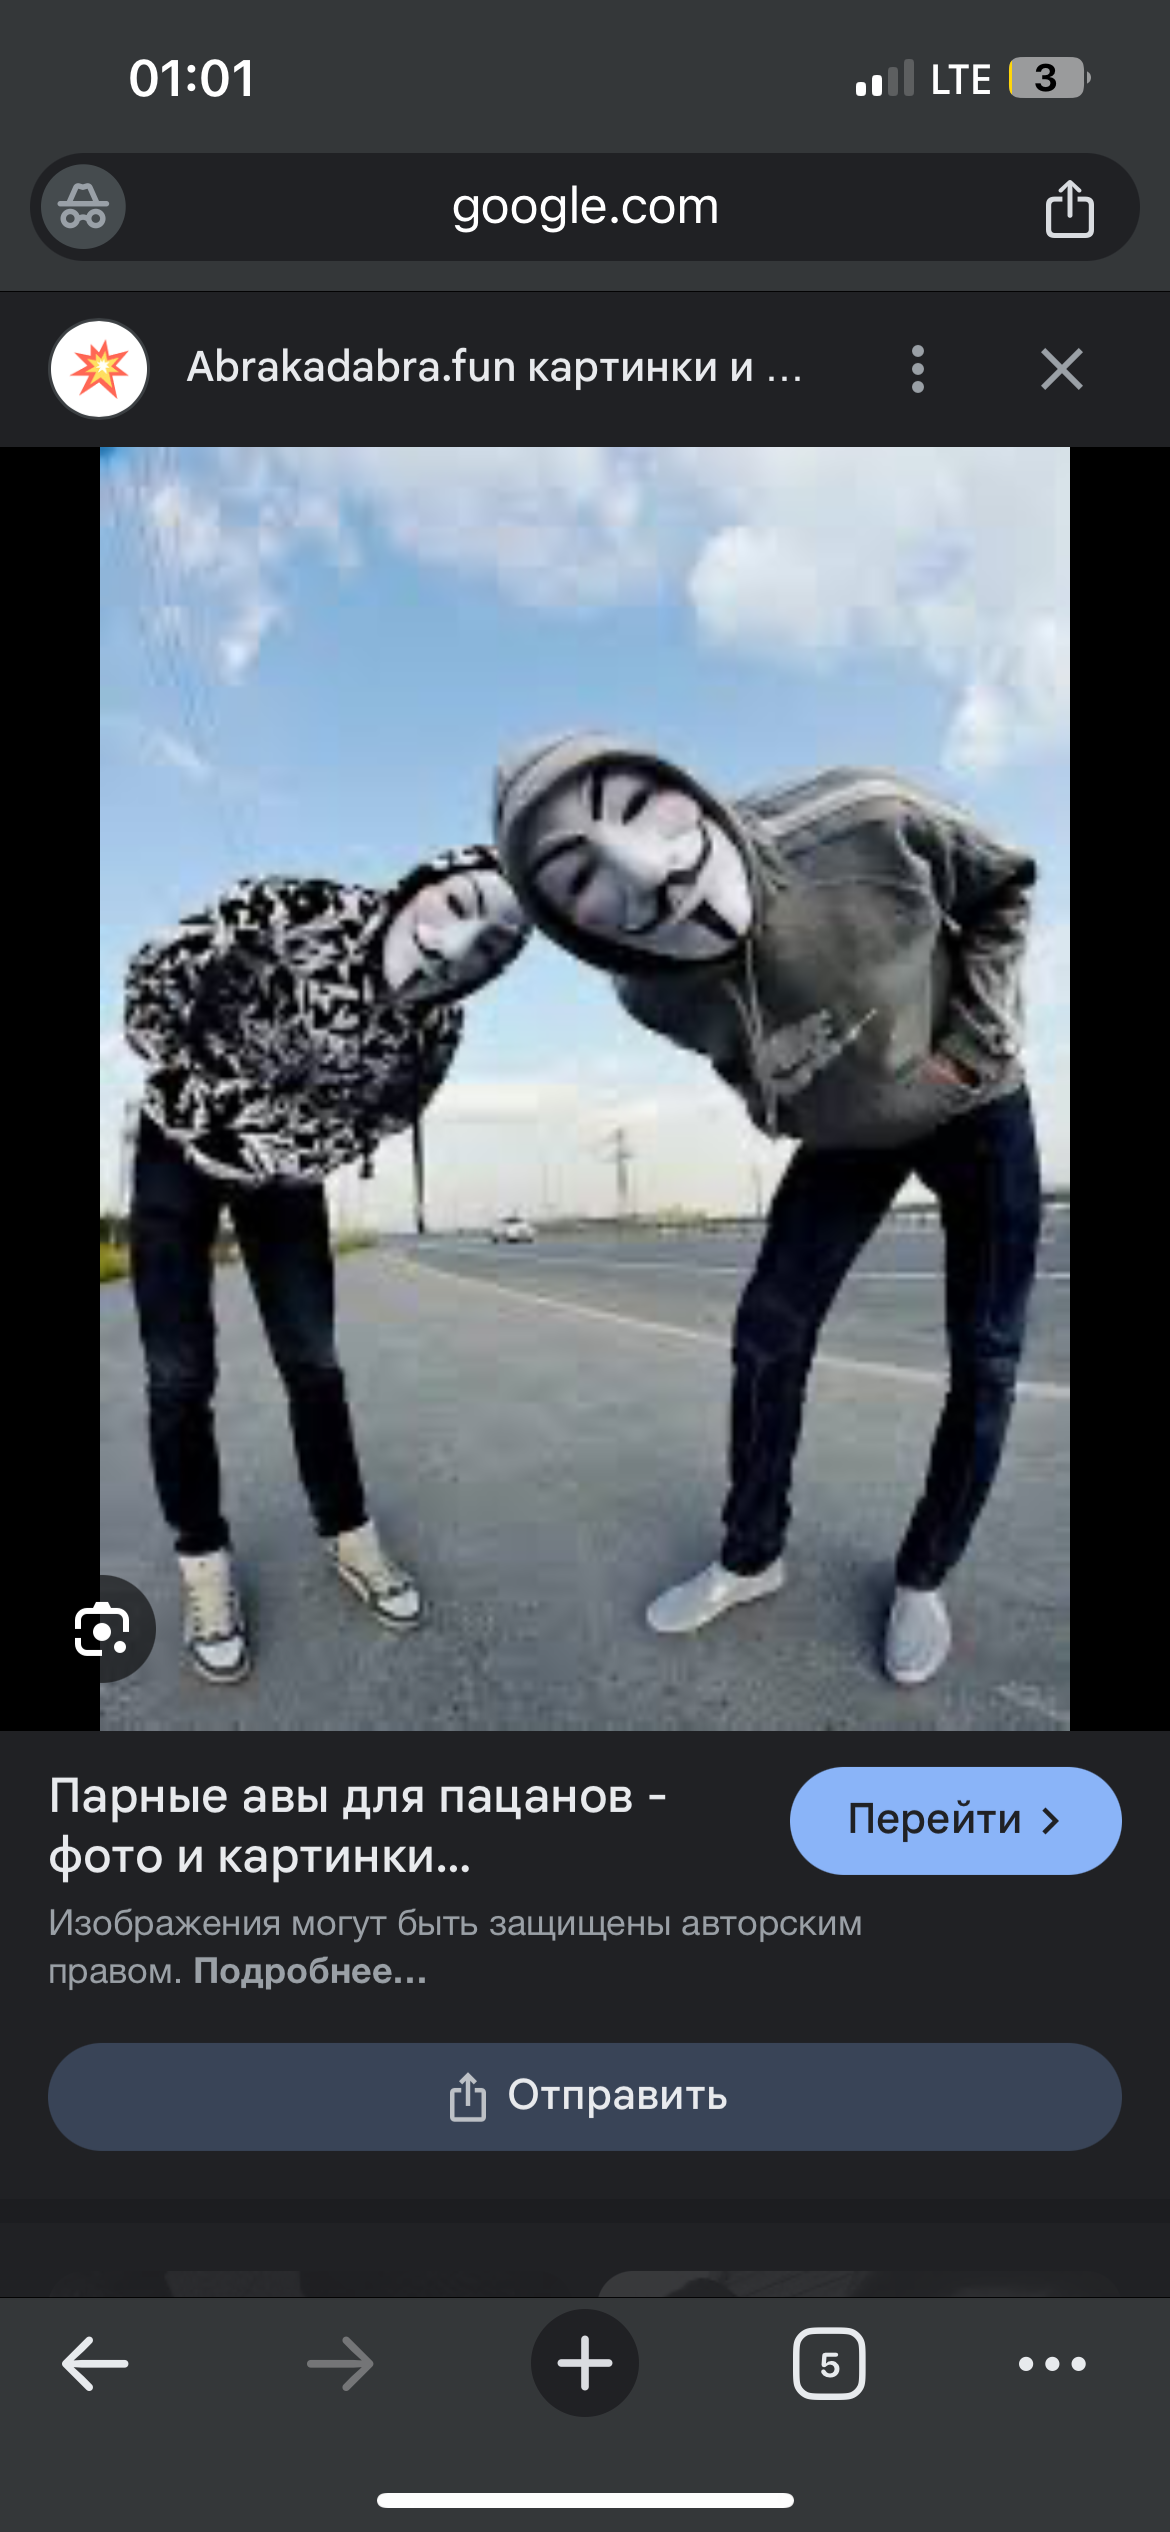 01:01
LTE 3
google.com
Abrakadabra.fun картинки и ...
Парные авы для пацанов -
фото и картинки...
Перейти
Изображения могут быть защищены авторским
правом. Подробнее...
Отправить
5